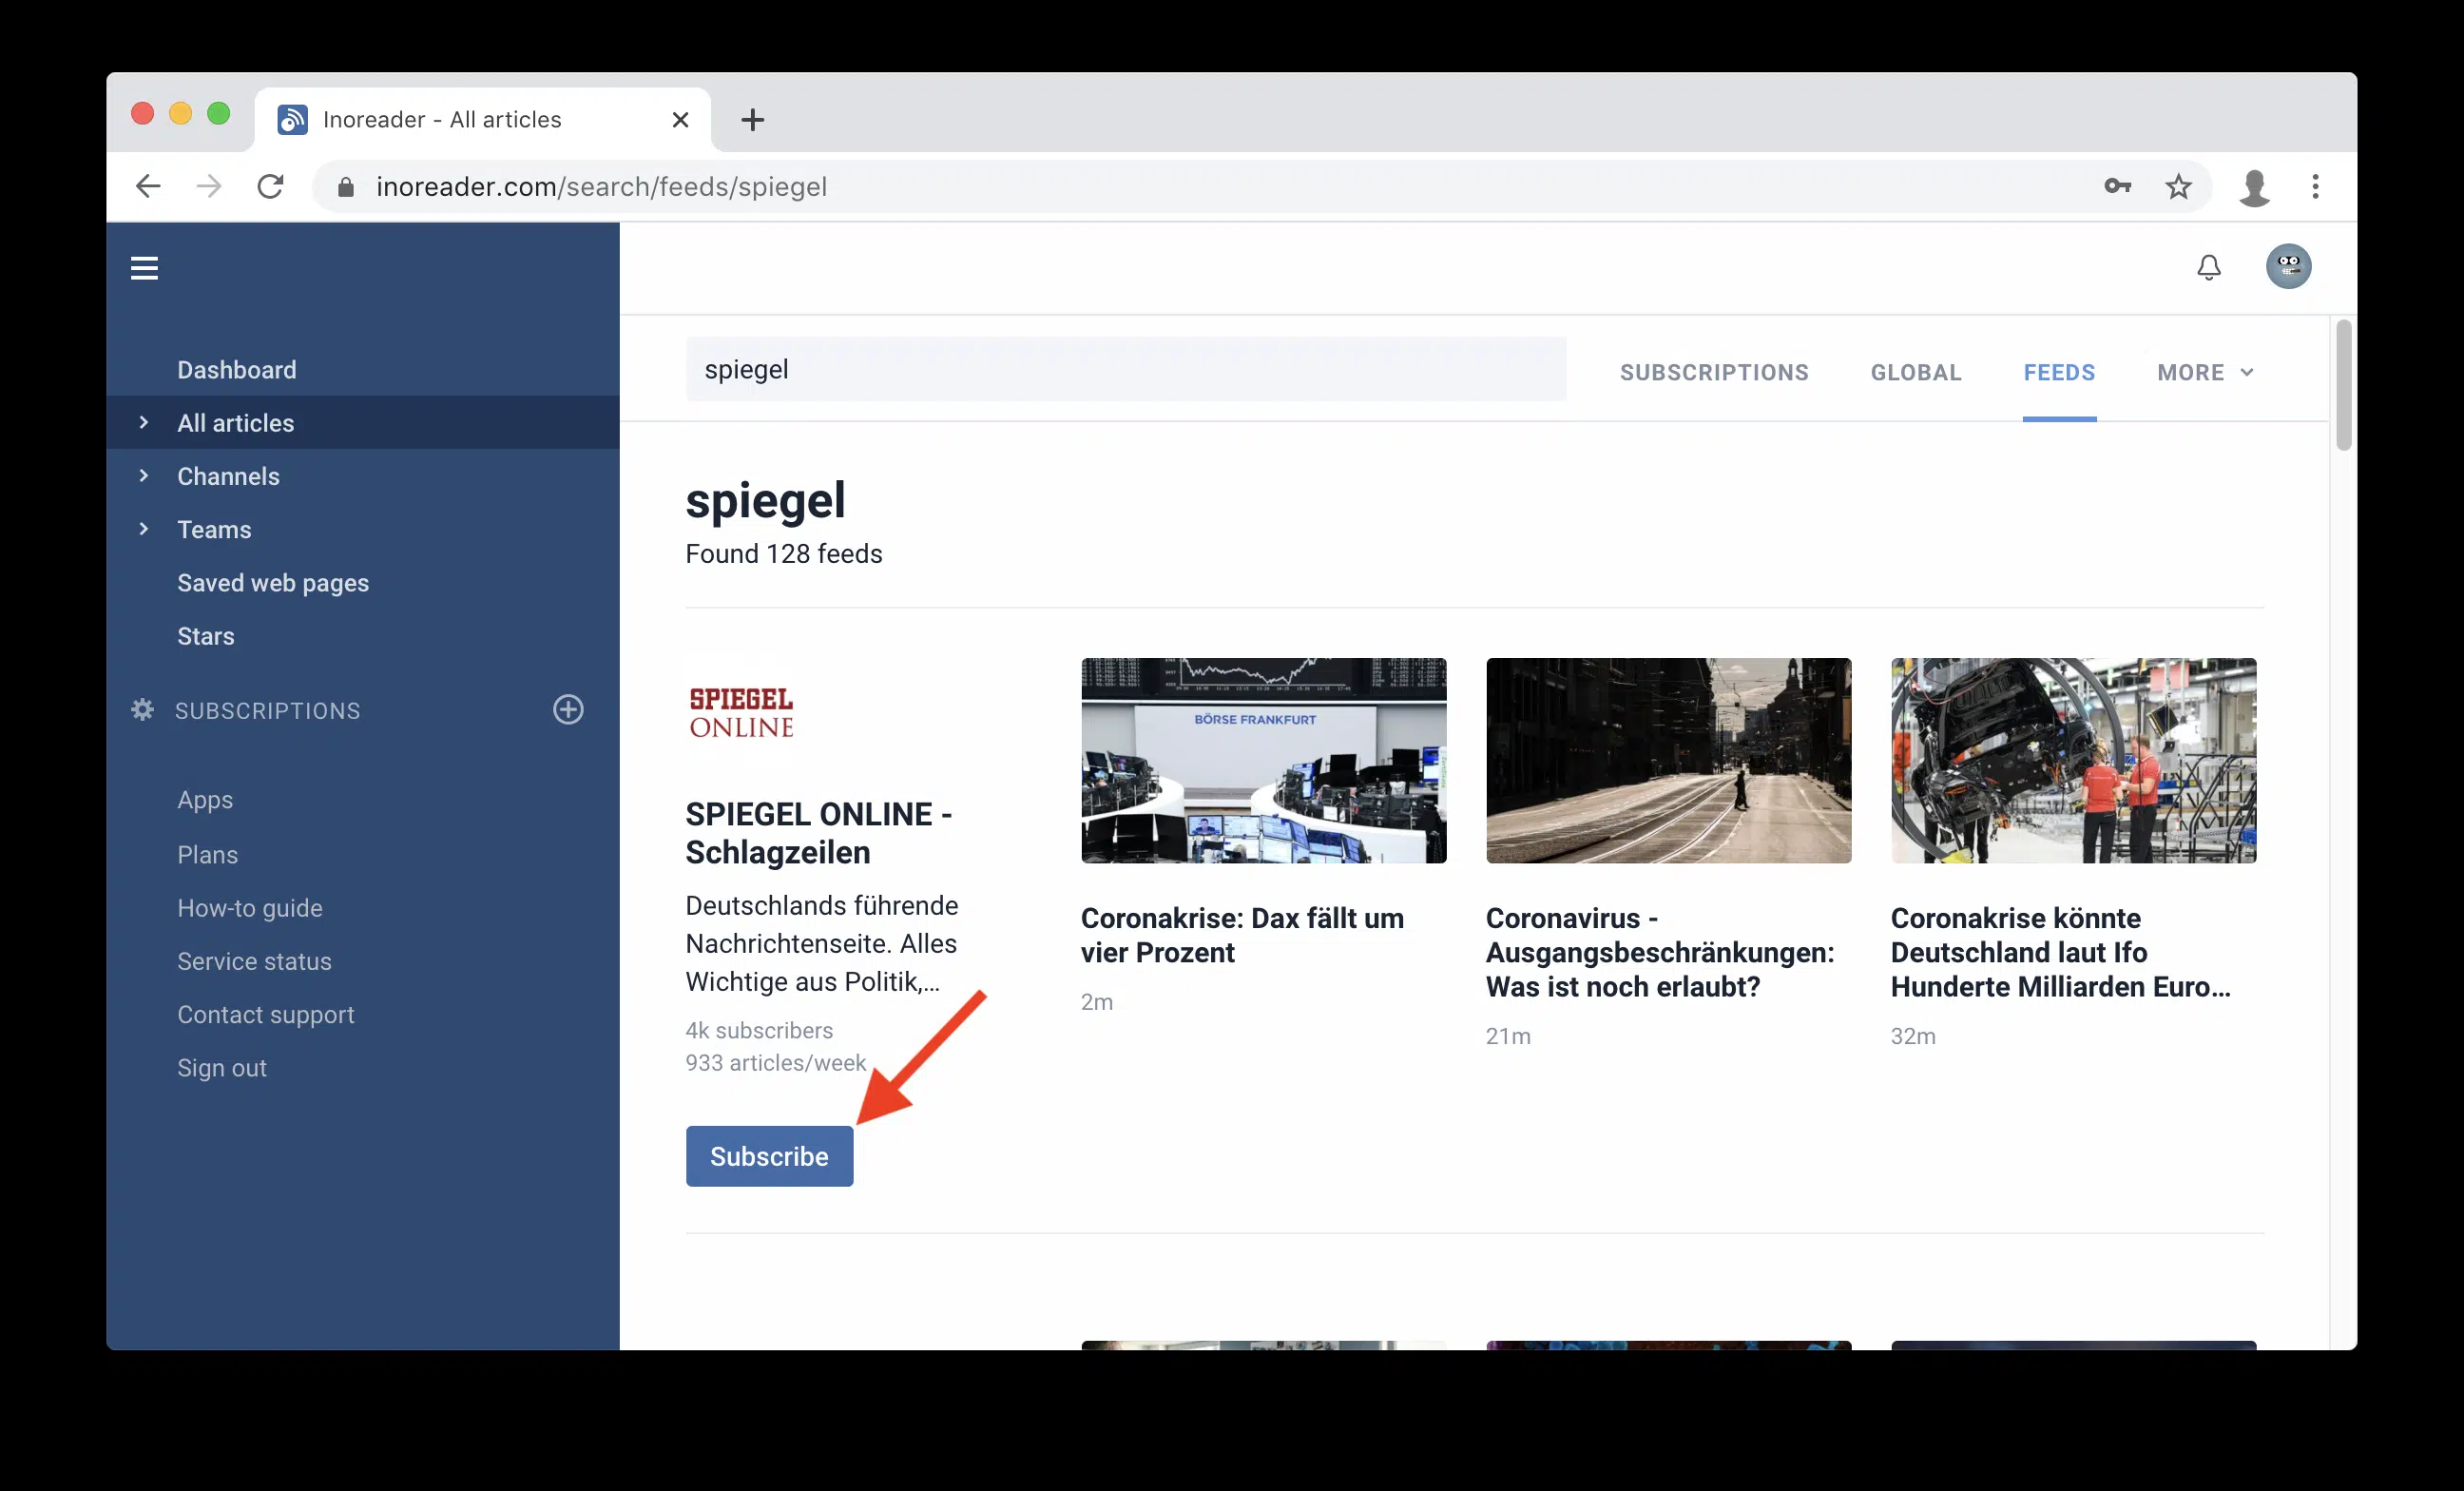 Inoreader - All articles
inoreader.com/search/feeds/spiegel
Dashboard
All articles
Channels
Teams
Saved web pages
Stars
SUBSCRIPTIONS
Apps
Plans
How-to guide
Service status
Contact support
Sign out
spiegel
SUBSCRIPTIONS
GLOBAL
FEEDS
MORE
spiegel
Found 128 feeds
SPIEGEL
ONLINE
SPIEGEL ONLINE -
Schlagzeilen
Deutschlands führende
Nachrichtenseite. Alles
Wichtige aus Politik,...
4k subscribers
933 articles/week
Subscribe
BÖRSE FRANKFURT
Coronakrise: Dax fällt um
vier Prozent
2m
Coronavirus -
Ausgangsbeschränkungen:
Was ist noch erlaubt?
21m
Coronakrise könnte
Deutschland laut Ifo
Hunderte Milliarden Euro...
32m